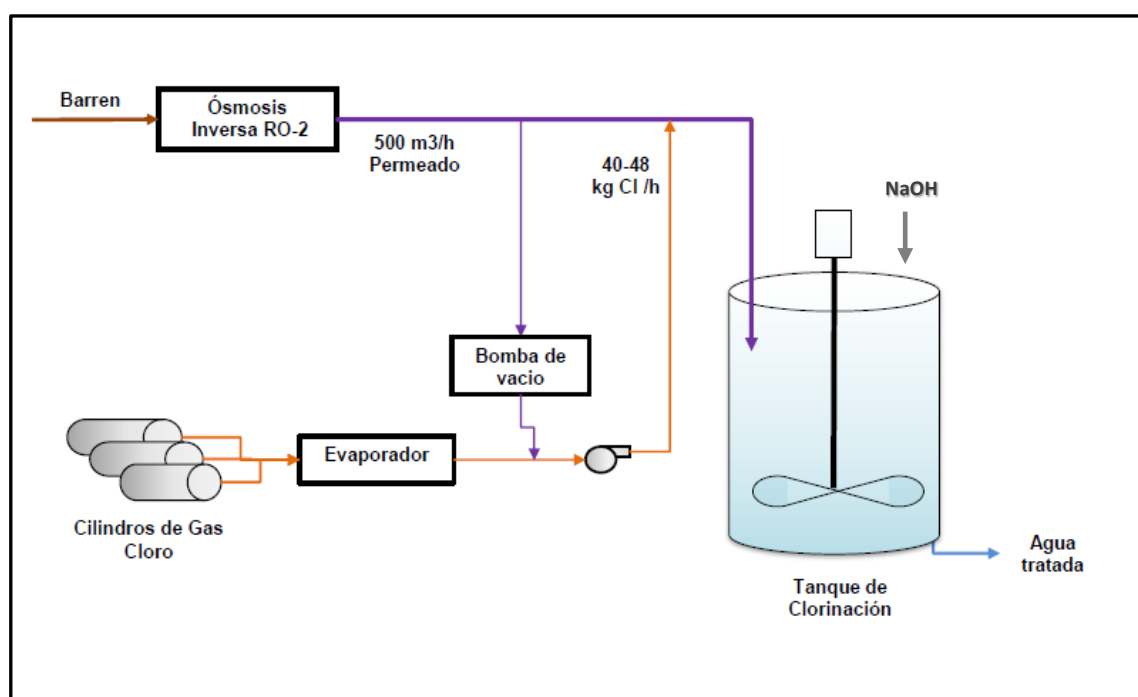 Barren
Ósmosis
Inversa RO-2
500 m3/h
Permeado
40-48
kg Cl /h
NaOH
Bomba de
vacio
Evaporador
Cilindros de Gas
Cloro
Tanque de
Clorinación
Agua
tratada